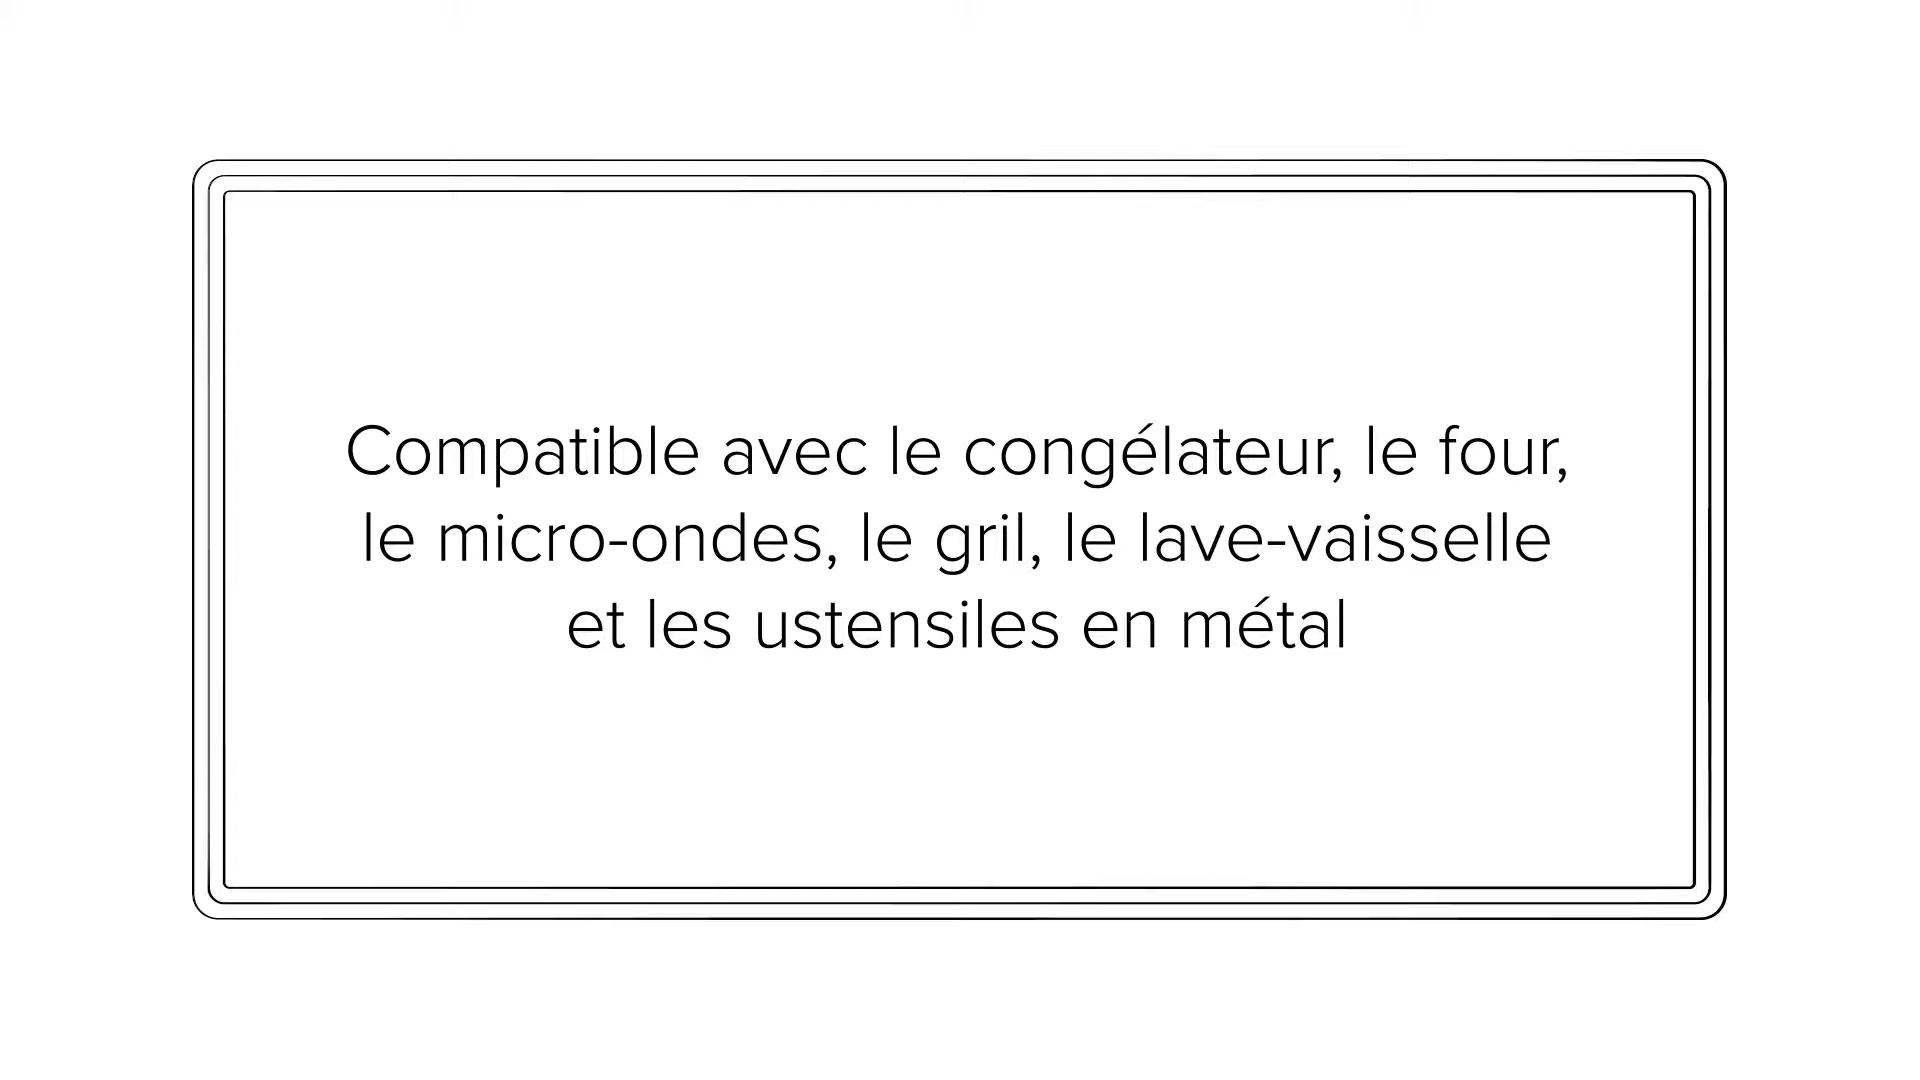 Compatible avec le congélateur, le four,
le micro-ondes, le gril, le lave-vaisselle
et les ustensiles en métal